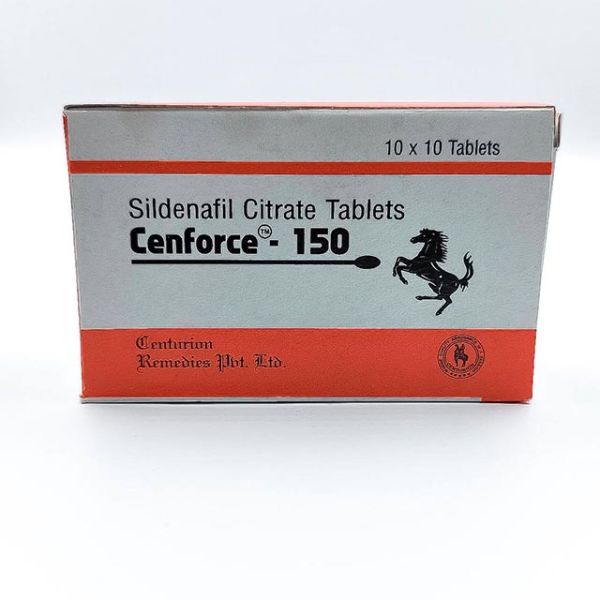 10 x 10 Tablets
Sildenafil Citrate Tablets
Cenforce™- 150
Centurion
Remedies Pvt. Ltd.